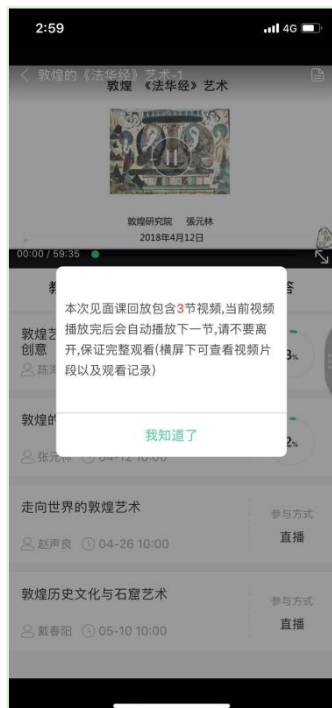 2:59
4G
敦煌的《法华经》艺术-1
敦煌 《法华经》艺术
敦煌研究院 張元林
2018年4月12日
00:00 / 59:35
本次见面课回放包含3节视频,当前视频
播放完后会自动播放下一节,请不要离
开,保证完整观看(横屏下可查看视频片
段以及观看记录)
我知道了
敦煌艺
创意
敦煌的
04-12 10:00
走向世界的敦煌艺术
参与方式
赵声良 04-26 10:00
直播
敦煌历史文化与石窟艺术
参与方式
戴春阳 05-10 10:00
直播